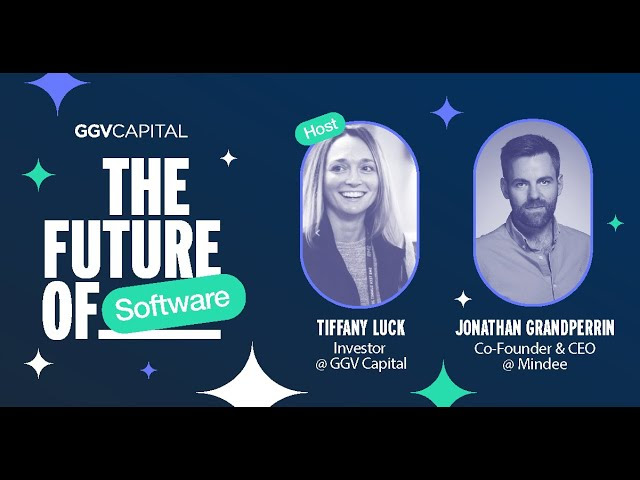 GGVCAPITAL
THE
FUTURE
OF Software
Host
TIFFANY LUCK
Investor
@ GGV Capital
JONATHAN GRANDPERRIN
Co-Founder & CEO
@ Mindee